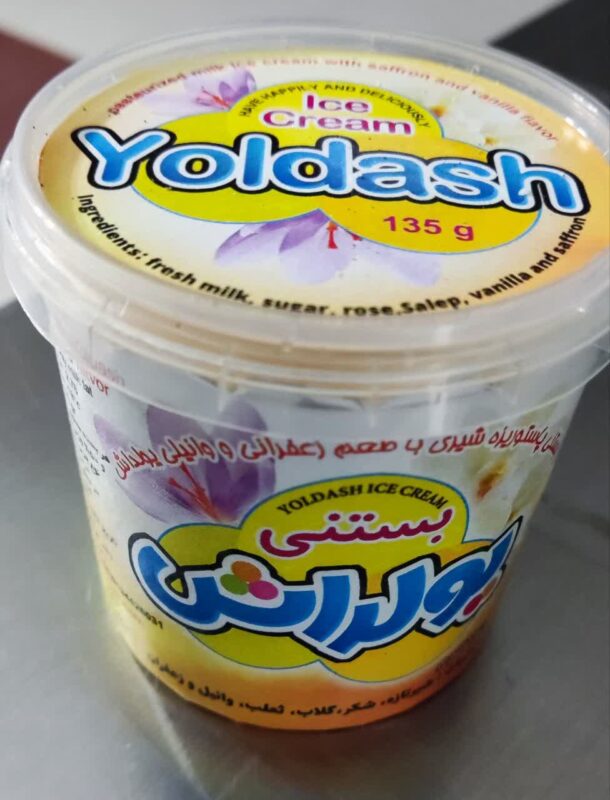 pasteurized milk ice cream with saffron and vanilla flavor
HAVE HAPPILY AND DELICIOUSLY
Ice
Cream
Yoldash
135 g
Ingredients: fresh milk, sugar, rose,Salep, vanilla and saffron
پاستوریزه شیری با طعم زعفرانی و وانیلی یولداش
YOLDASH ICE CREAM
بستنی
یولداش
شیرتازه، شکر،گلاب، ثعلب، وانیل و زعفران